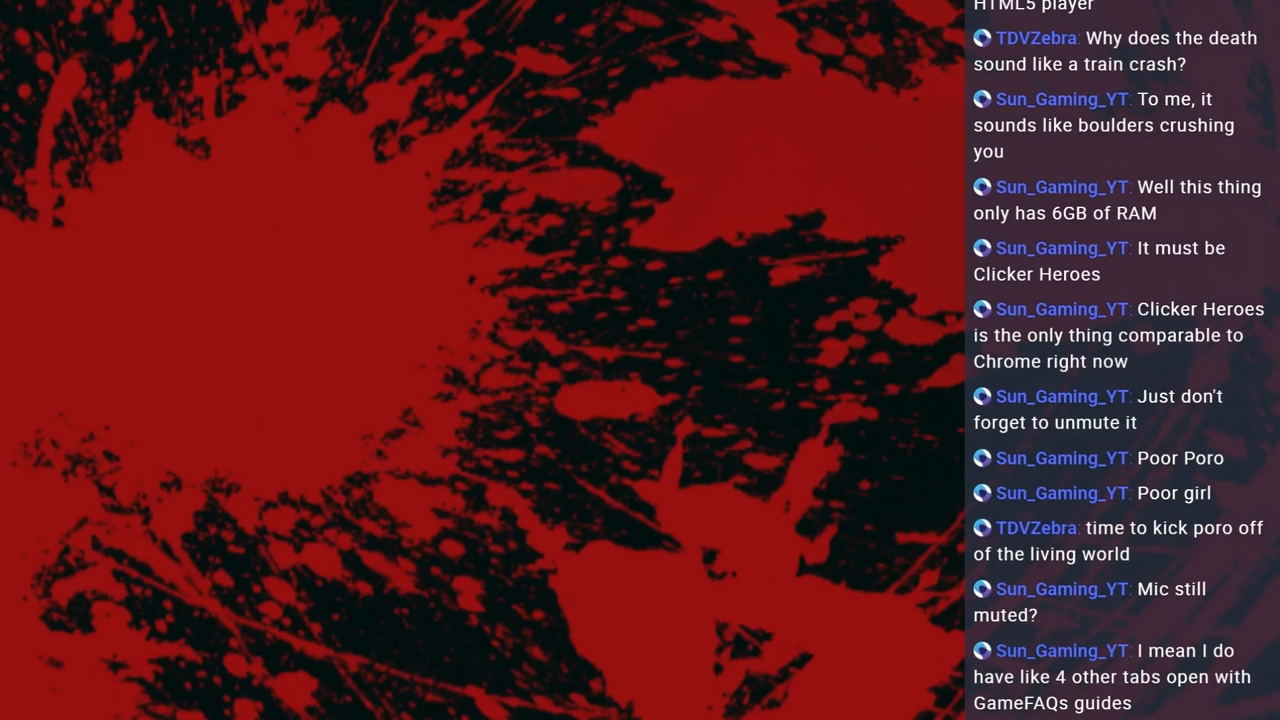 HTML5 player
TDVZebra: Why does the death
sound like a train crash?
Sun_Gaming_YT: To me, it
sounds like boulders crushing
you
Sun_Gaming_YT: Well this thing
only has 6GB of RAM
Sun_Gaming_YT: It must be
Clicker Heroes
Sun_Gaming_YT: Clicker Heroes
is the only thing comparable to
Chrome right now
Sun_Gaming_YT: Just don't
forget to unmute it
Sun_Gaming_YT: Poor Poro
Sun_Gaming_YT: Poor girl
TDVZebra: time to kick poro off
of the living world
Sun_Gaming_YT: Mic still
muted?
Sun_Gaming_YT: I mean I do
have like 4 other tabs open with
GameFAQs guides